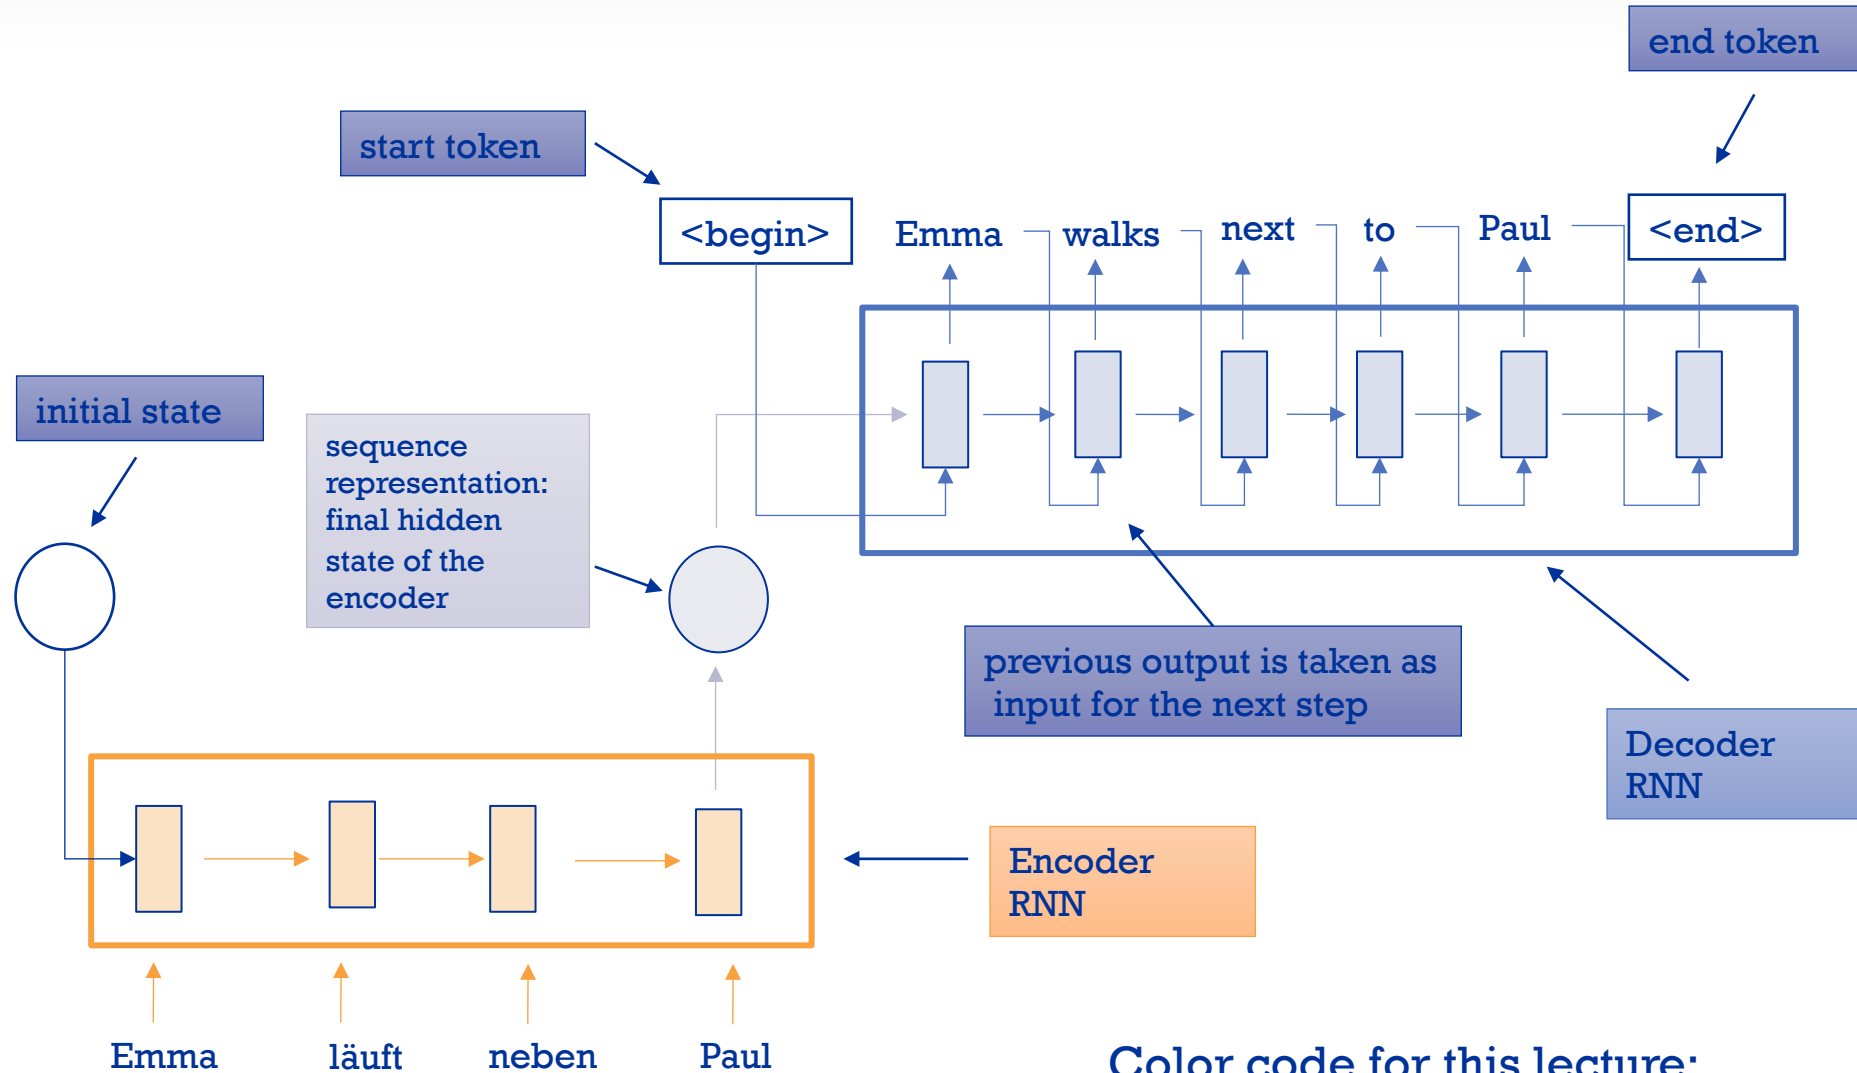 end token
start token
<begin>
Emma
walks
next
to
Paul
<end>
initial state
sequence
representation:
final hidden
state of the
encoder
previous output is taken as
input for the next step
Decoder
RNN
Encoder
RNN
Emma
läuft
neben
Paul
Color code for this lecture: